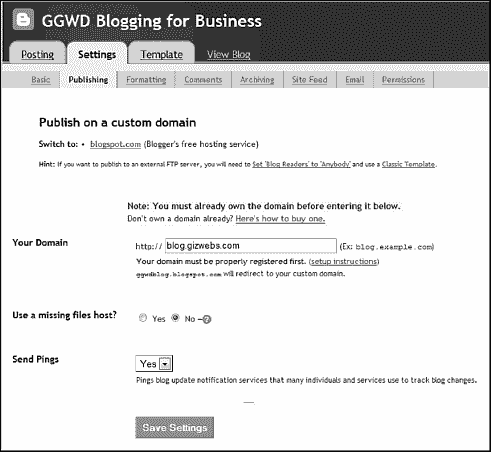 GGWD Blogging for Business
Posting Settings Template View Blog
Basic Publishing Formatting Comments Archiving Site Feed Email Permissions
Publish on a custom domain
Switch to: • blogspot.com (Blogger's free hosting service)
Hint: If you want to publish to an external FTP server, you will need to Set 'Blog Readers' to 'Anybody' and use a Classic Template.
Note: You must already own the domain before entering it below.
Don't own a domain already? Here's how to buy one.
Your Domain http:// blog.gizwebs.com (Ex: blog.example.com)
Your domain must be properly registered first. (setup instructions)
ggwdblog.blogspot.com will redirect to your custom domain.
Use a missing files host? Yes No ?
Send Pings Yes
Pings blog update notification services that many individuals and services use to track blog changes.
Save Settings